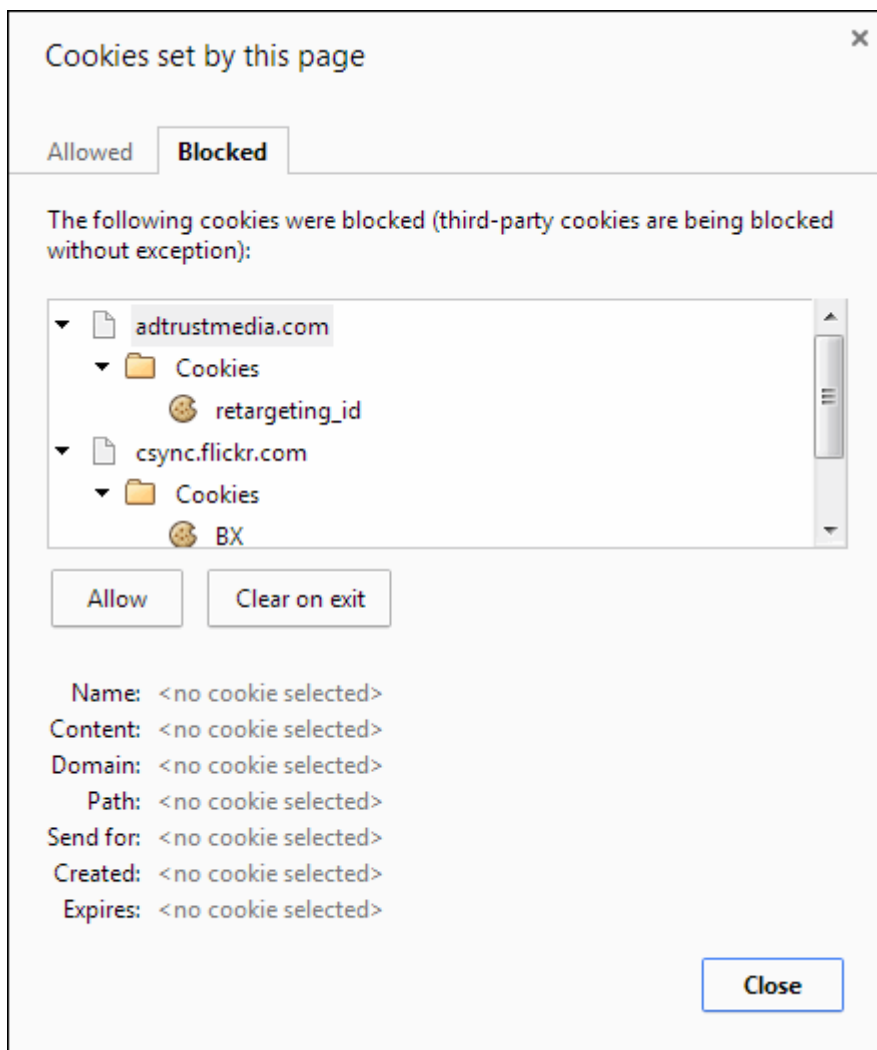 Cookies set by this page
Allowed Blocked
The following cookies were blocked (third-party cookies are being blocked
without exception):
adtrustmedia.com
Cookies
retargeting_id
csync.flickr.com
Cookies
BX
Allow Clear on exit
Name: <no cookie selected>
Content: <no cookie selected>
Domain: <no cookie selected>
Path: <no cookie selected>
Send for: <no cookie selected>
Created: <no cookie selected>
Expires: <no cookie selected>
Close